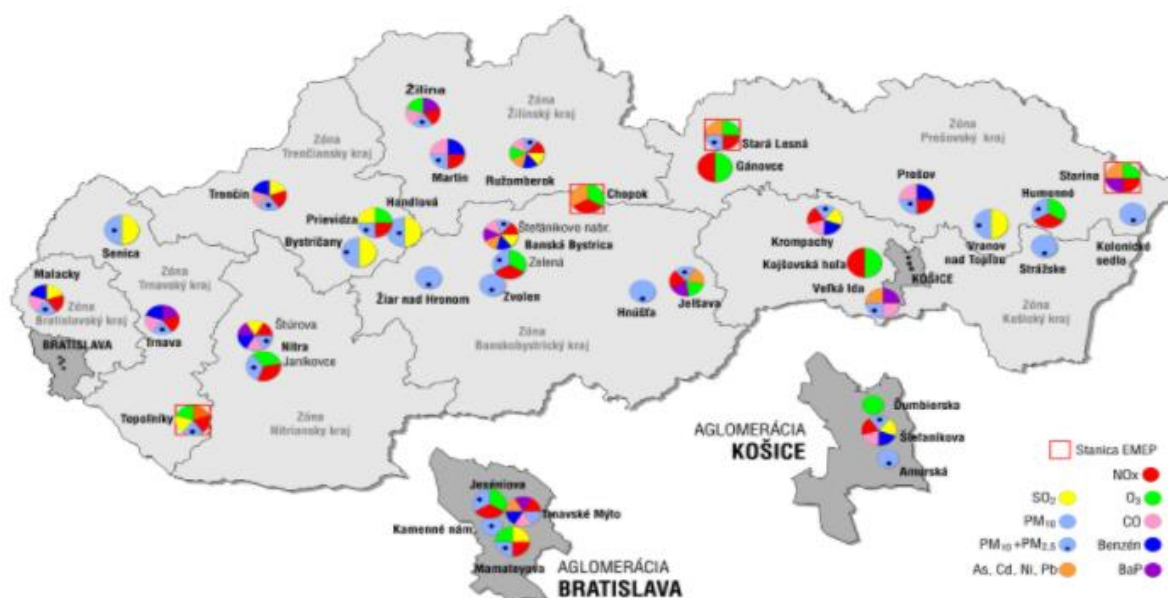 Žilina
Zóna
Žilinský kraj
Zóna
Prešovský kraj
Zóna
Trenčiansky kraj
Martin
Ružomberok
Stará Lesná
Gánovce
Trenčín
Handlová
Prievidza
Chopok
Prešov
Starina
Humenné
Senica
Bystričany
Štefánikovo nabr.
Banská Bystrica
Zelená
Krompachy
Vranov
nad Topľou
Kolonické
sedlo
Strážske
Malacky
Zóna
Trnavský kraj
Zóna
Bratislavský kraj
Žiar nad Hronom
Zvolen
Hnúšťa
Jelšava
Kojšovská hoľa
KOŠICE
Veľká Ida
Zóna
Košický kraj
BRATISLAVA
Trnava
Štúrova
Nitra
Janíkovce
Zóna
Banskobystrický kraj
Topoľníky
Zóna
Nitriansky kraj
AGLOMERÁCIA
KOŠICE
Ďumbierska
Štefánikova
Amurská
Jeséniova
Trnavské Mýto
Kamenné nám.
Mamateyova
AGLOMERÁCIA
BRATISLAVA
Stanica EMEP
NOx
SO₂
O₃
PM₁₀
CO
PM₁₀+PM₂,₅
Benzén
As, Cd, Ni, Pb
BaP